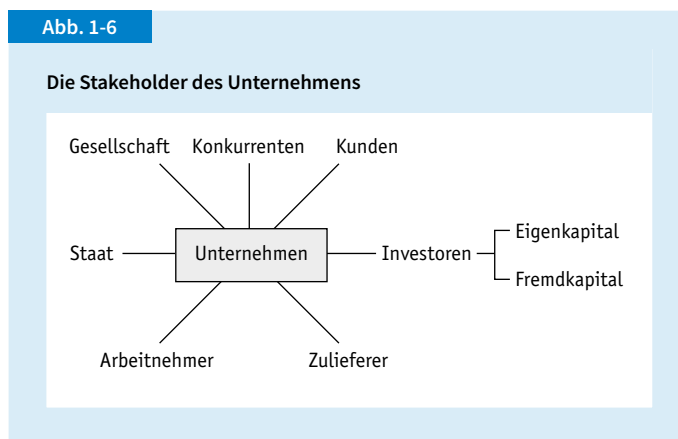 Abb. 1-6
Die Stakeholder des Unternehmens
Gesellschaft Konkurrenten Kunden
Eigenkapital
Staat Unternehmen Investoren
Fremdkapital
Arbeitnehmer Zulieferer